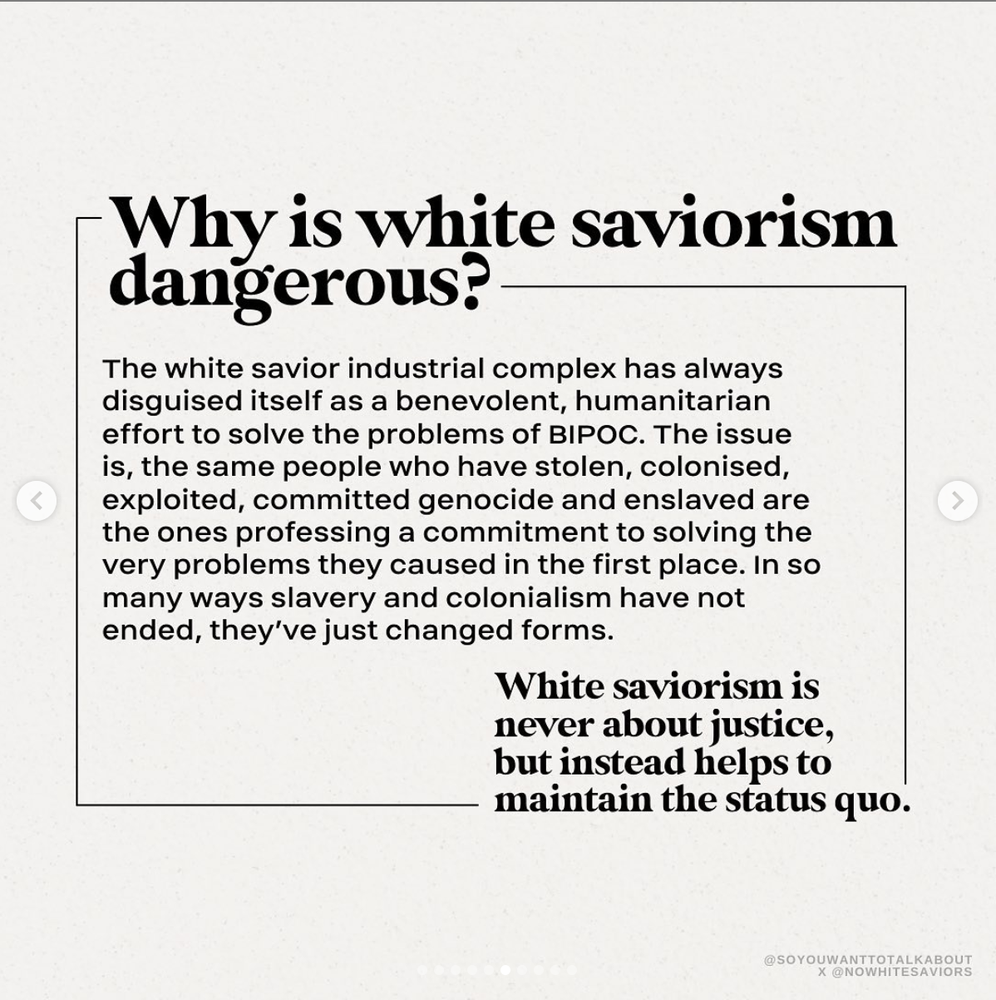 Why is white saviorism
dangerous?
The white savior industrial complex has always
disguised itself as a benevolent, humanitarian
effort to solve the problems of BIPOC. The issue
is, the same people who have stolen, colonised,
exploited, committed genocide and enslaved are
the ones professing a commitment to solving the
very problems they caused in the first place. In so
many ways slavery and colonialism have not
ended, they’ve just changed forms.
White saviorism is
never about justice,
but instead helps to
maintain the status quo.
@SOYOUWANTTOTALKABOUT
X @NOWHITESAVIORS